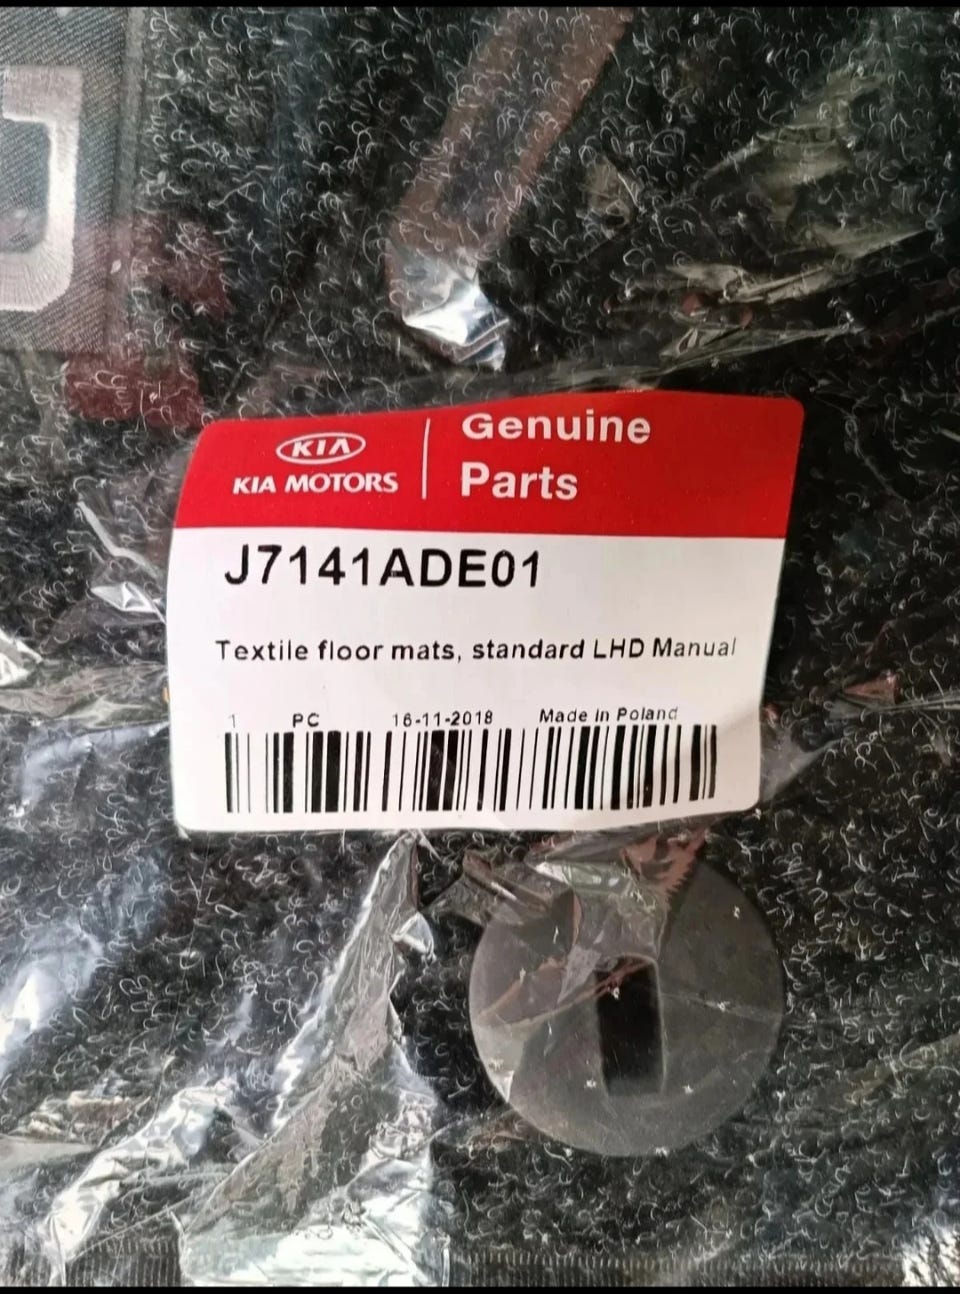 KIA
KIA MOTORS
Genuine
Parts
J7141ADE01
Textile floor mats, standard LHD Manual
1 PC 16-11-2018 Made in Poland